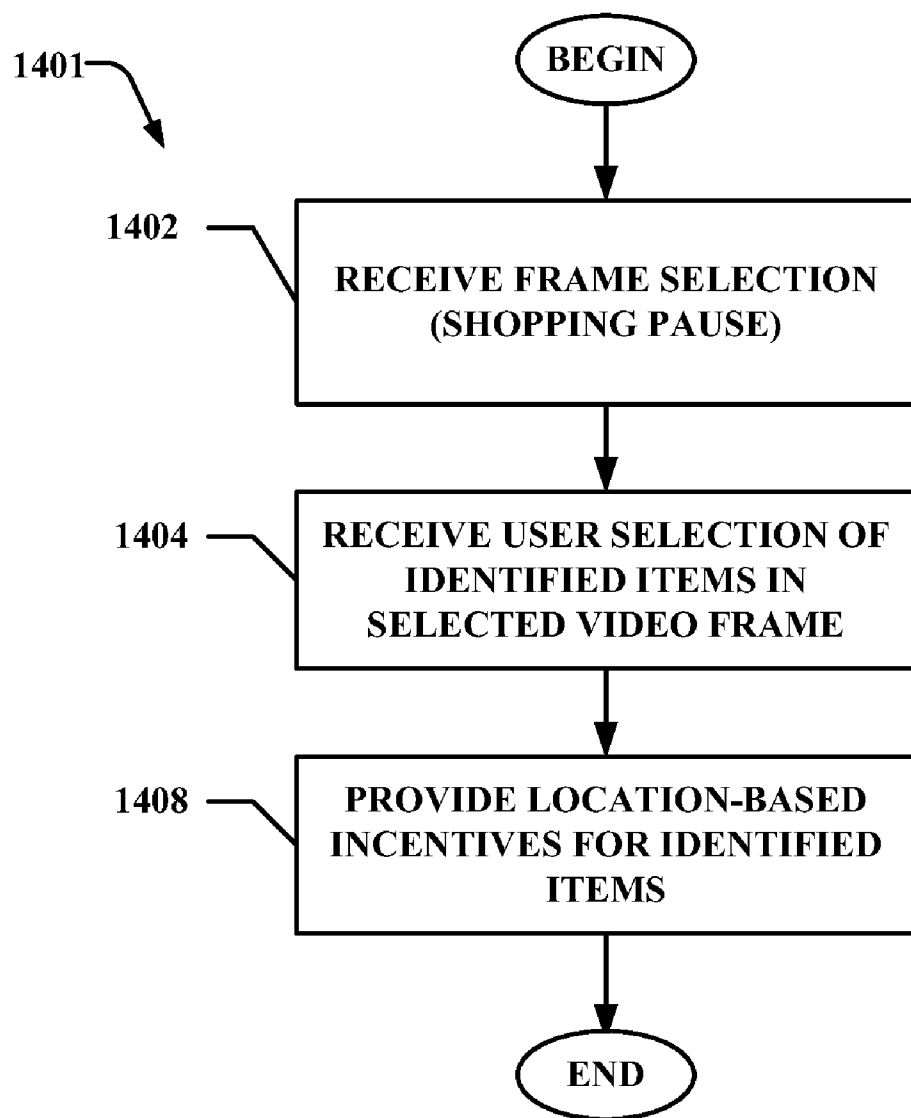 1401
BEGIN
1402
RECEIVE FRAME SELECTION
(SHOPPING PAUSE)
1404
RECEIVE USER SELECTION OF
IDENTIFIED ITEMS IN
SELECTED VIDEO FRAME
1408
PROVIDE LOCATION-BASED
INCENTIVES FOR IDENTIFIED
ITEMS
END